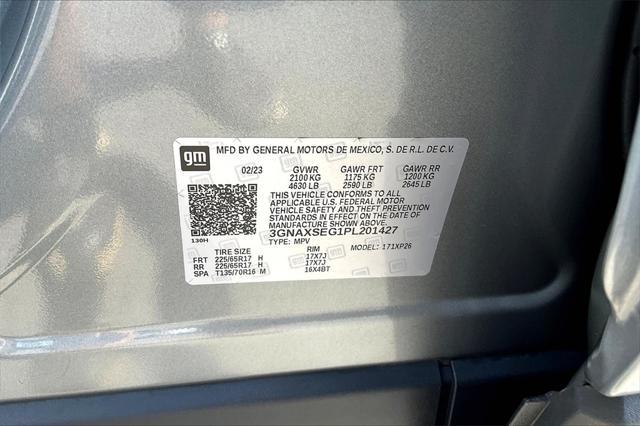 gm
MFD BY GENERAL MOTORS DE MEXICO, S. DE R.L. DE C.V.
02/23 GVWR GAWR FRT GAWR RR
2100 KG 1175 KG 1200 KG
4630 LB 2590 LB 2645 LB
THIS VEHICLE CONFORMS TO ALL
APPLICABLE U.S. FEDERAL MOTOR
VEHICLE SAFETY AND THEFT PREVENTION
STANDARDS IN EFFECT ON THE DATE OF
MANUFACTURE SHOWN ABOVE.
3GNAXSEG1PL201427
130H
TYPE: MPV MODEL: 171XP26
TIRE SIZE RIM
FRT 225/65R17 H 17X7J
RR 225/65R17 H 17X7J
SPA T135/70R16 M 16X4BT